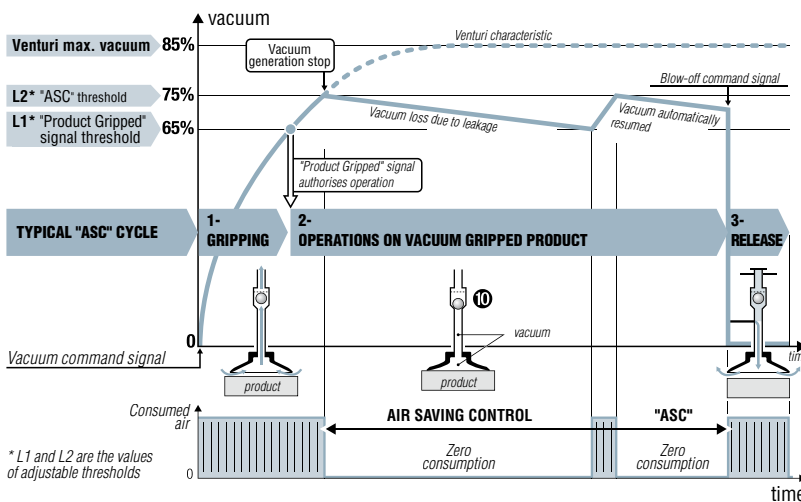 vacuum
Venturi max. vacuum 85%
Venturi characteristic
Vacuum
generation stop
Blow-off command signal
L2* "ASC" threshold 75%
L1* "Product Gripped"
signal threshold
65%
Vacuum loss due to leakage
Vacuum automatically
resumed
"Product Gripped" signal
authorises operation
TYPICAL "ASC" CYCLE
1-
GRIPPING
2-
OPERATIONS ON VACUUM GRIPPED PRODUCT
3-
RELEASE
10
vacuum
0
Vacuum command signal
time
product
product
Consumed
air
AIR SAVING CONTROL
"ASC"
Zero
consumption
Zero
consumption
* L1 and L2 are the values
of adjustable thresholds
0
time